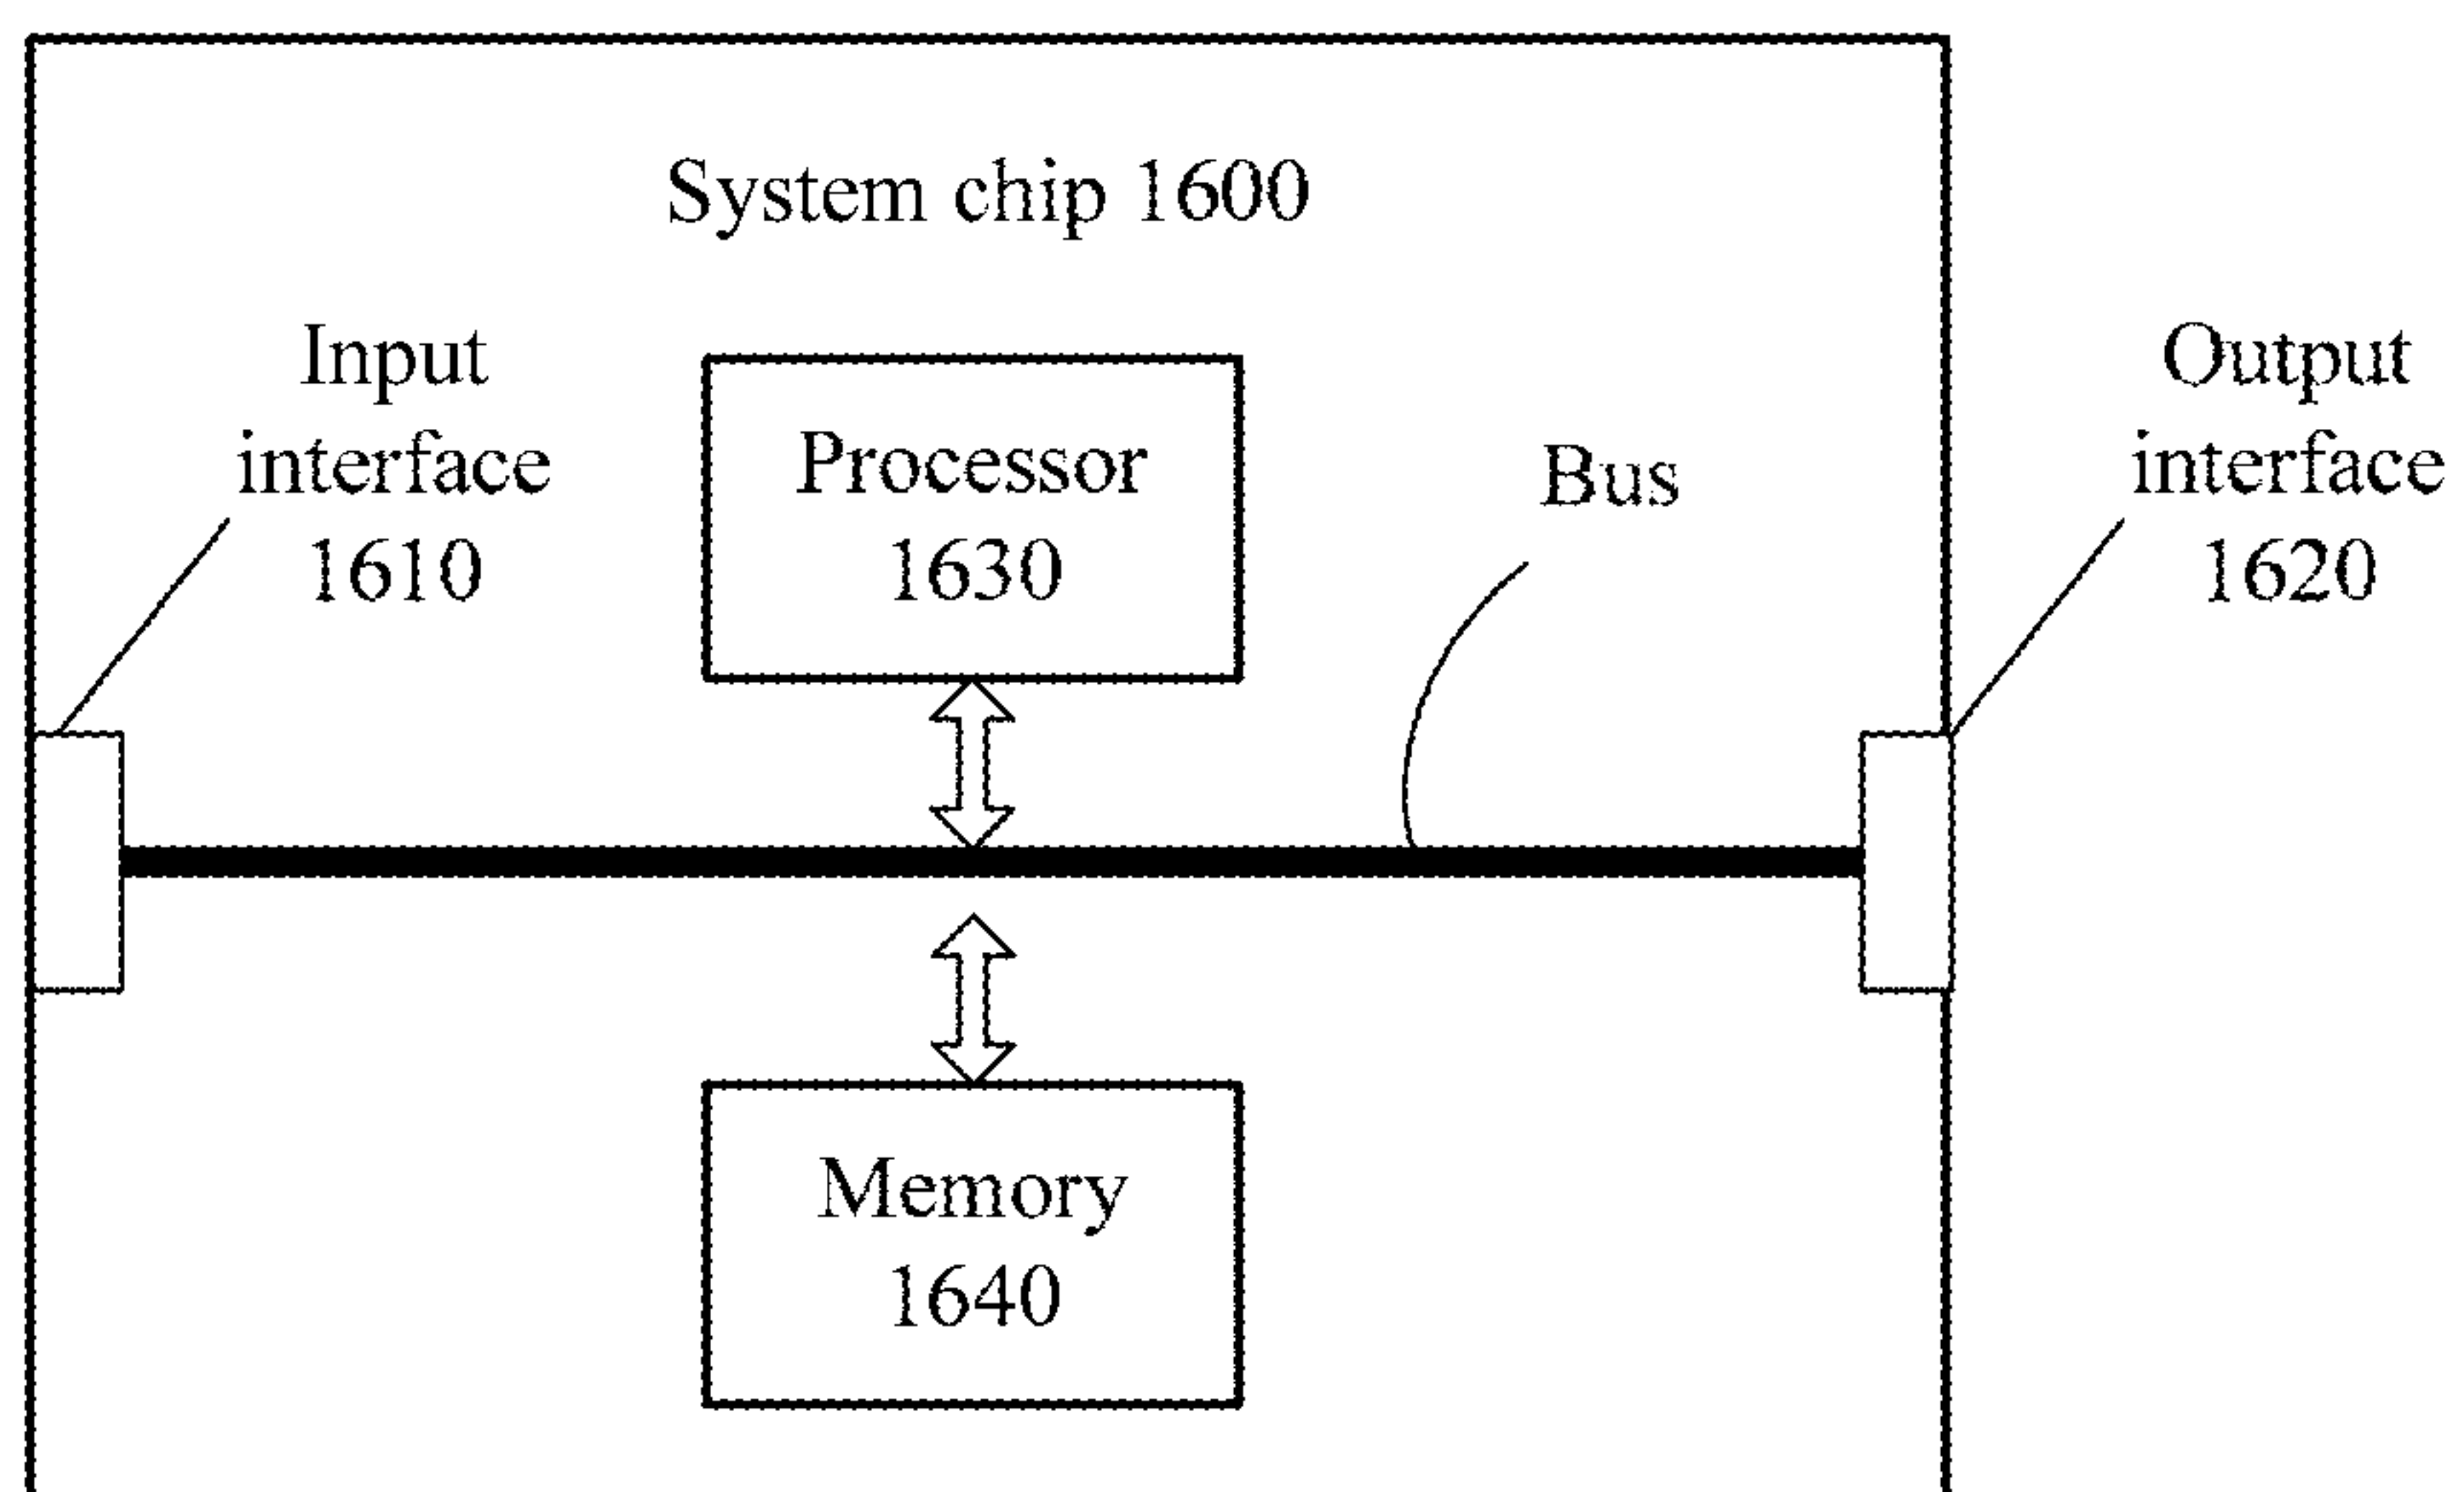 System chip 1600
Input
interface
1610
Processor
1630
Bus
Output
interface
1620
Memory
1640